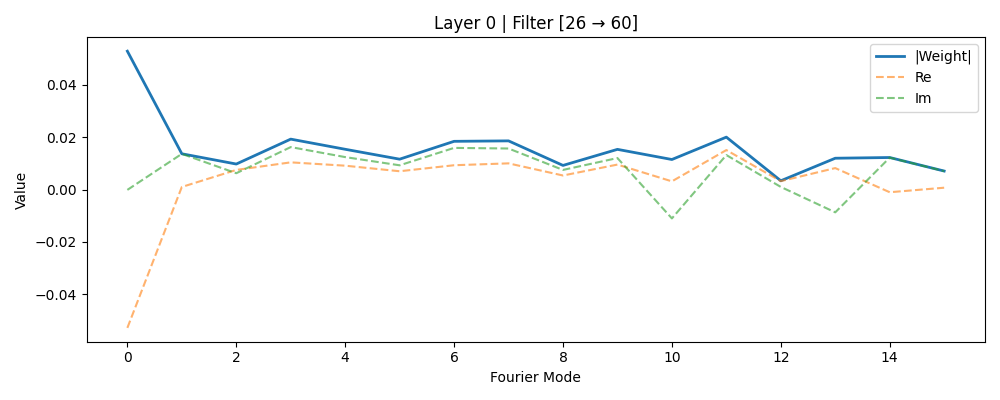 Layer 0 | Filter [26 → 60]
|Weight|
Re
Im
0.04
0.02
0.00
−0.02
−0.04
Value
0 2 4 6 8 10 12 14
Fourier Mode